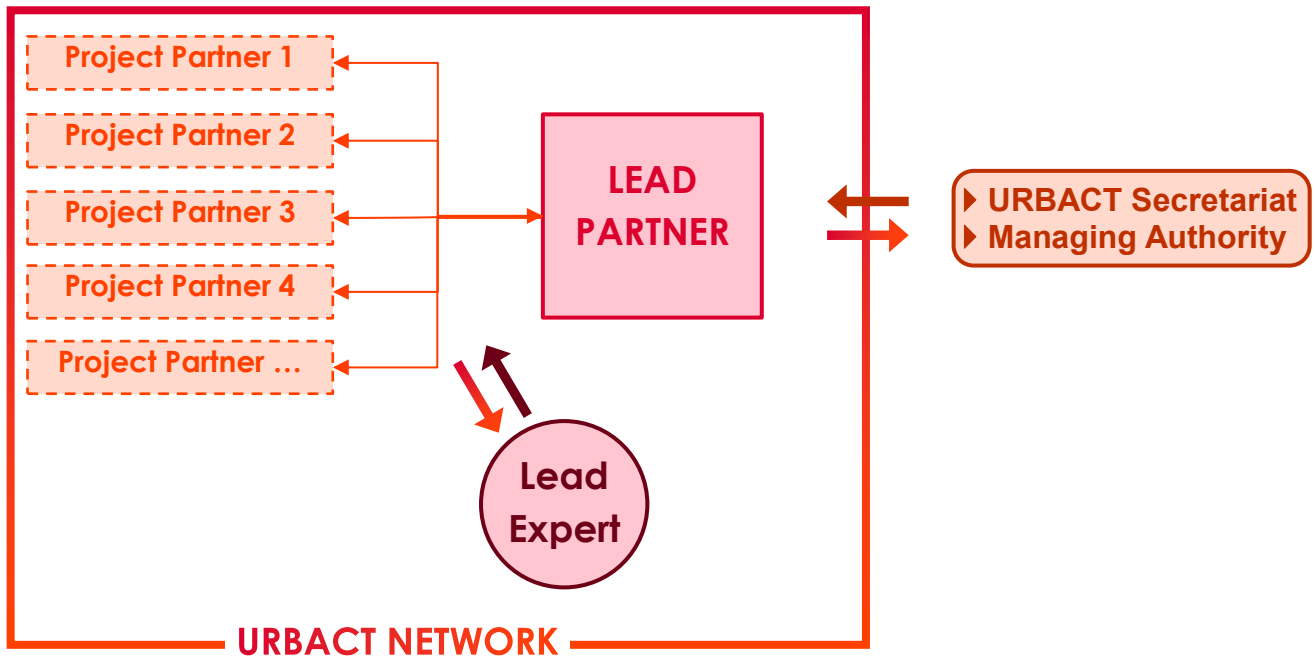 Project Partner 1
Project Partner 2
Project Partner 3
Project Partner 4
Project Partner …
LEAD
PARTNER
URBACT Secretariat
Managing Authority
Lead
Expert
URBACT NETWORK